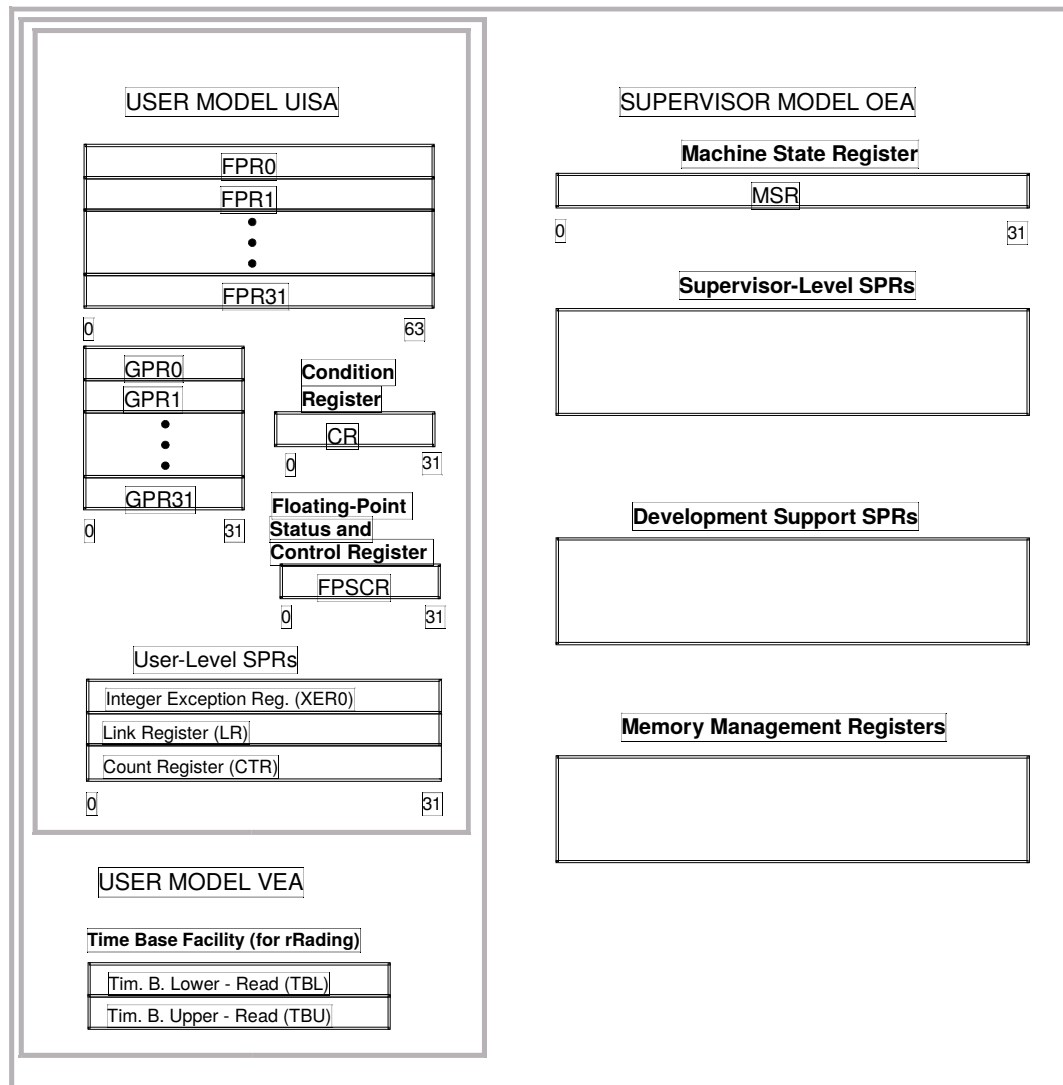 USER MODEL UISA
FPR0
FPR1
FPR31
0 63
GPR0
GPR1
GPR31
0 31
Condition
Register
CR
0 31
Floating-Point
Status and
Control Register
FPSCR
0 31
User-Level SPRs
Integer Exception Reg. (XER0)
Link Register (LR)
Count Register (CTR)
0 31
USER MODEL VEA
Time Base Facility (for rRading)
Tim. B. Lower - Read (TBL)
Tim. B. Upper - Read (TBU)
SUPERVISOR MODEL OEA
Machine State Register
MSR
0 31
Supervisor-Level SPRs
Development Support SPRs
Memory Management Registers